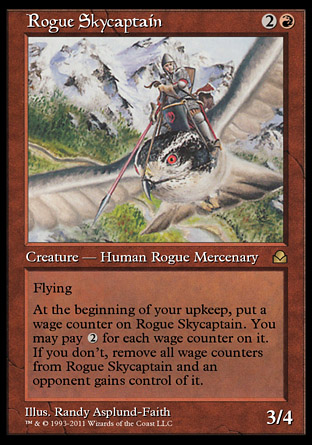 Rogue Skycaptain 2
Creature — Human Rogue Mercenary
Flying
At the beginning of your upkeep, put a
wage counter on Rogue Skycaptain. You
may pay 2 for each wage counter on it.
If you don't, remove all wage counters
from Rogue Skycaptain and an
opponent gains control of it.
Illus. Randy Asplund-Faith
™ & © 1993-2011 Wizards of the Coast LLC
3/4